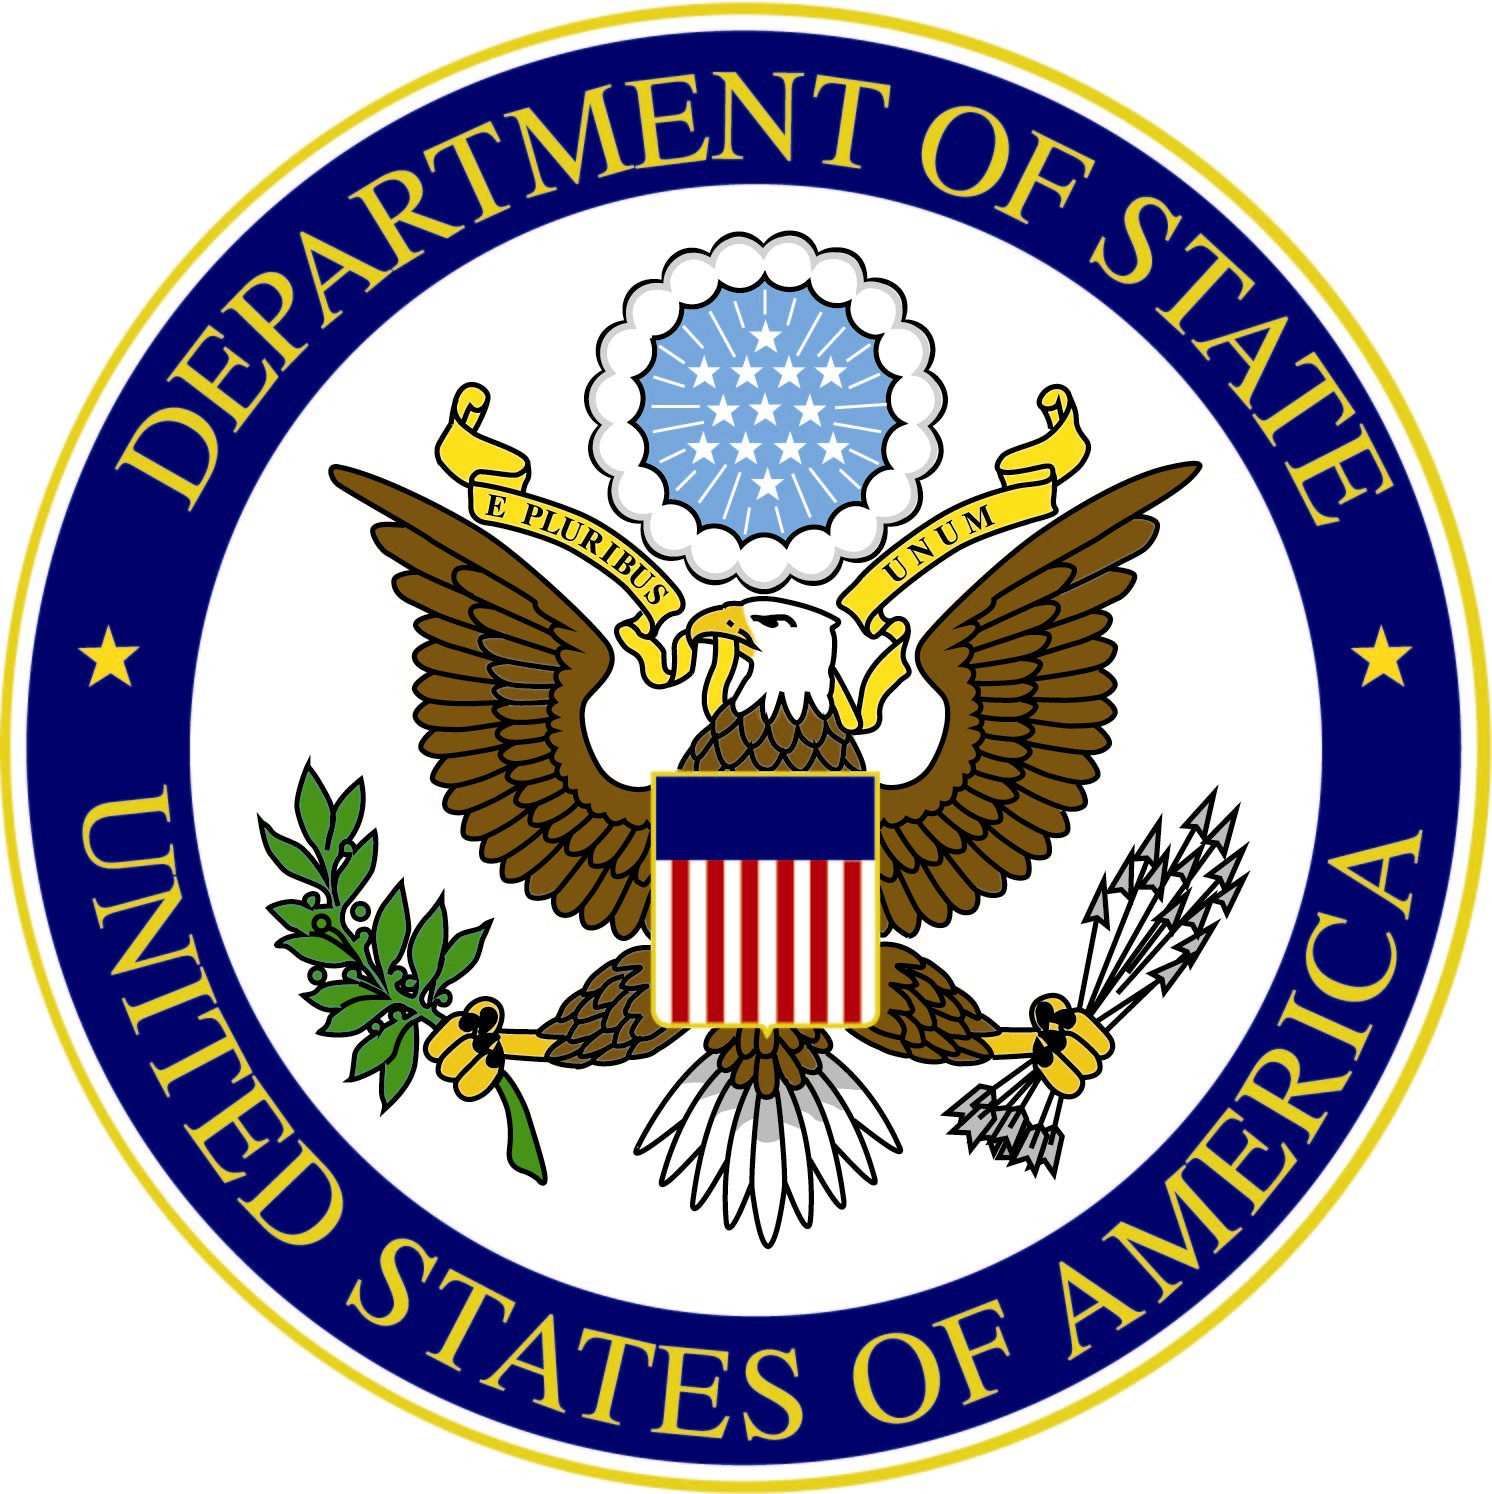 DEPARTMENT OF STATE
E PLURIBUS UNUM
UNITED STATES OF AMERICA